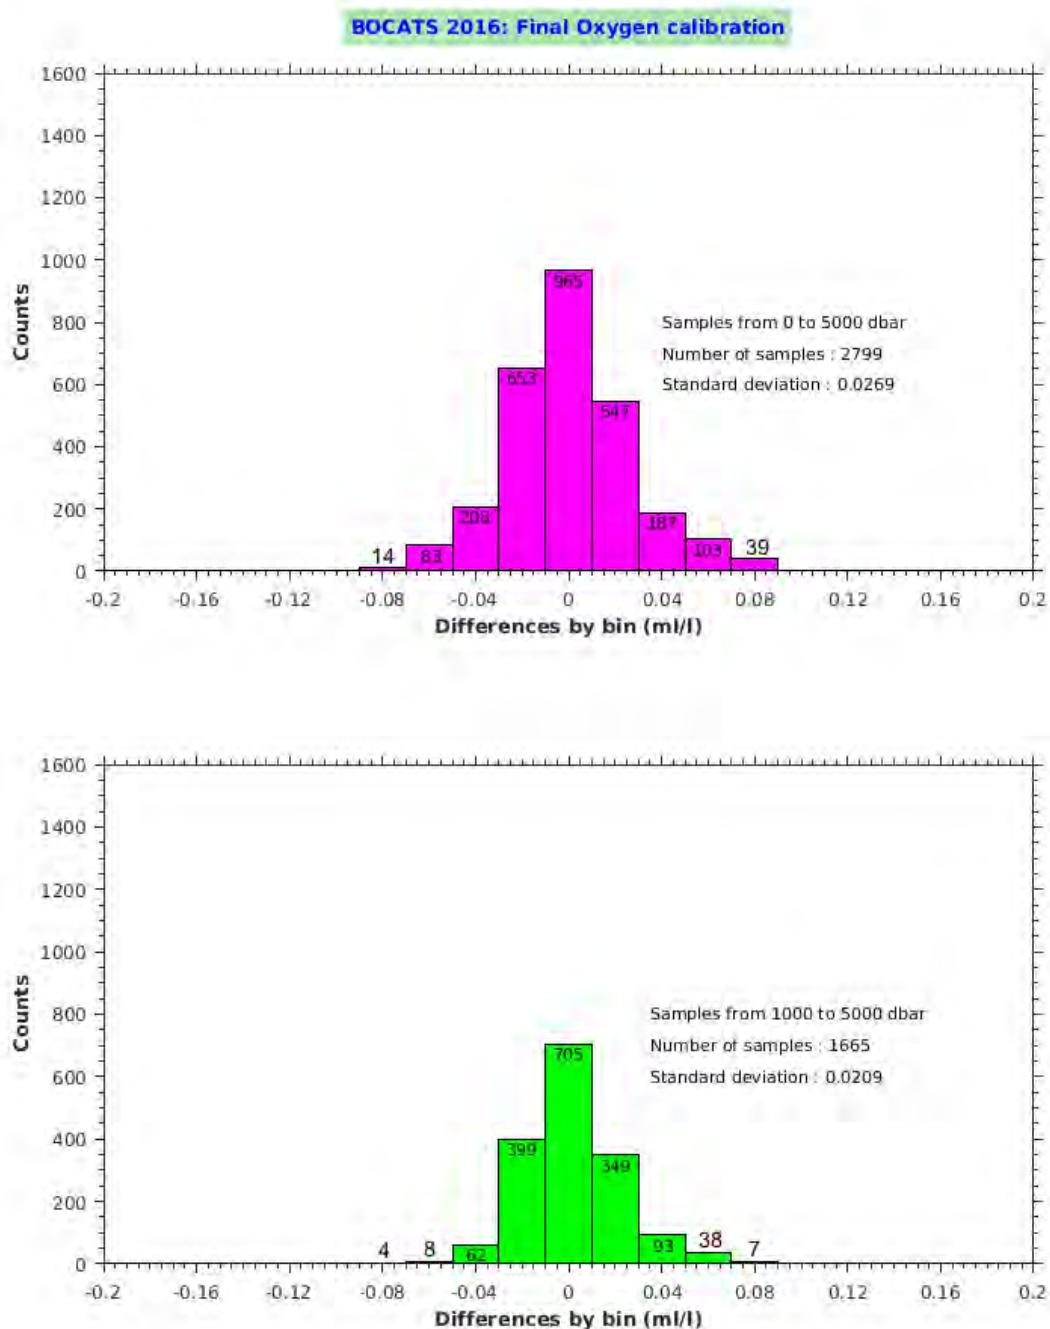 BOCATS 2016: Final Oxygen calibration
1600
1400
1200
1000
800
600
400
200
0
Counts
965
653
547
208
187
14
83
103
39
Samples from 0 to 5000 dbar
Number of samples : 2799
Standard deviation : 0.0269
-0.2 -0.16 -0.12 -0.08 -0.04 0 0.04 0.08 0.12 0.16 0.2
Differences by bin (ml/l)
1600
1400
1200
1000
800
600
400
200
0
Counts
705
399
349
4
8
62
93
38
7
Samples from 1000 to 5000 dbar
Number of samples : 1665
Standard deviation : 0.0209
-0.2 -0.16 -0.12 -0.08 -0.04 0 0.04 0.08 0.12 0.16 0.2
Differences by bin (ml/l)